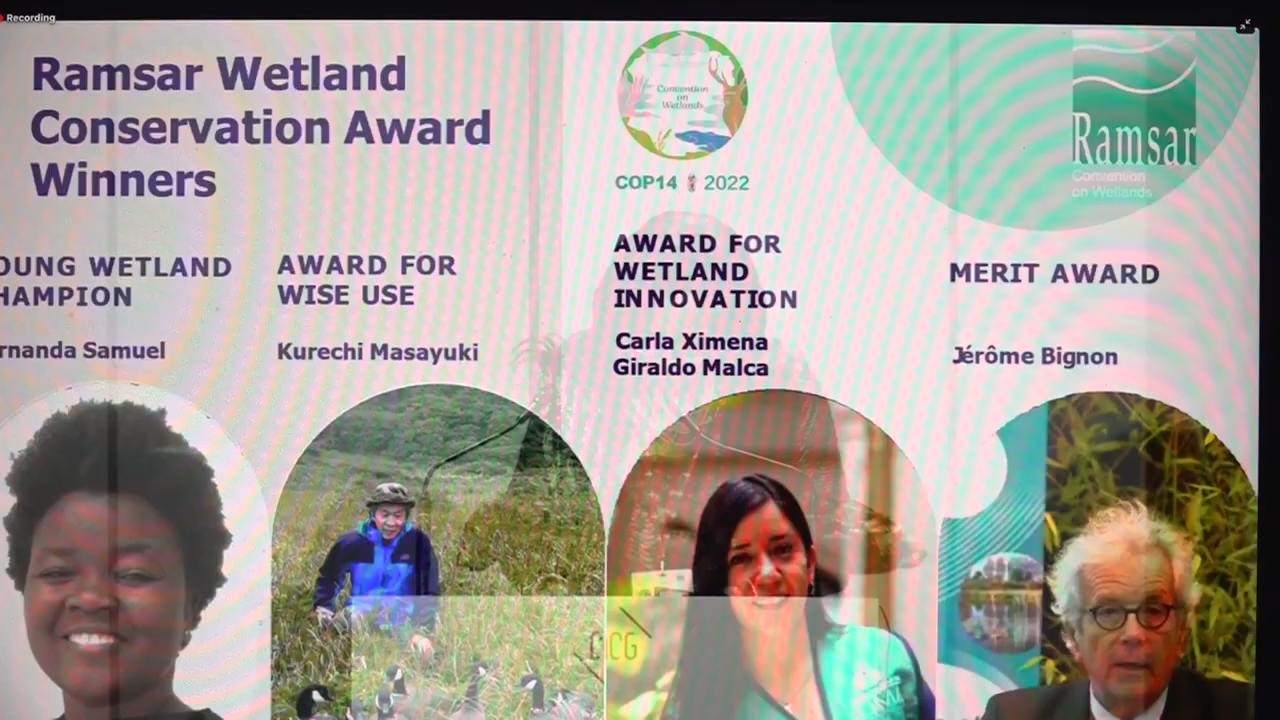 Recording
Ramsar Wetland
Conservation Award
Winners
Convention
on
Wetlands
COP14 2022
Ramsar
Convention
on Wetlands
OUNG WETLAND
HAMPION
rnanda Samuel
AWARD FOR
WISE USE
Kurechi Masayuki
AWARD FOR
WETLAND
INNOVATION
Carla Ximena
Giraldo Malca
MERIT AWARD
Jérôme Bignon
CICG